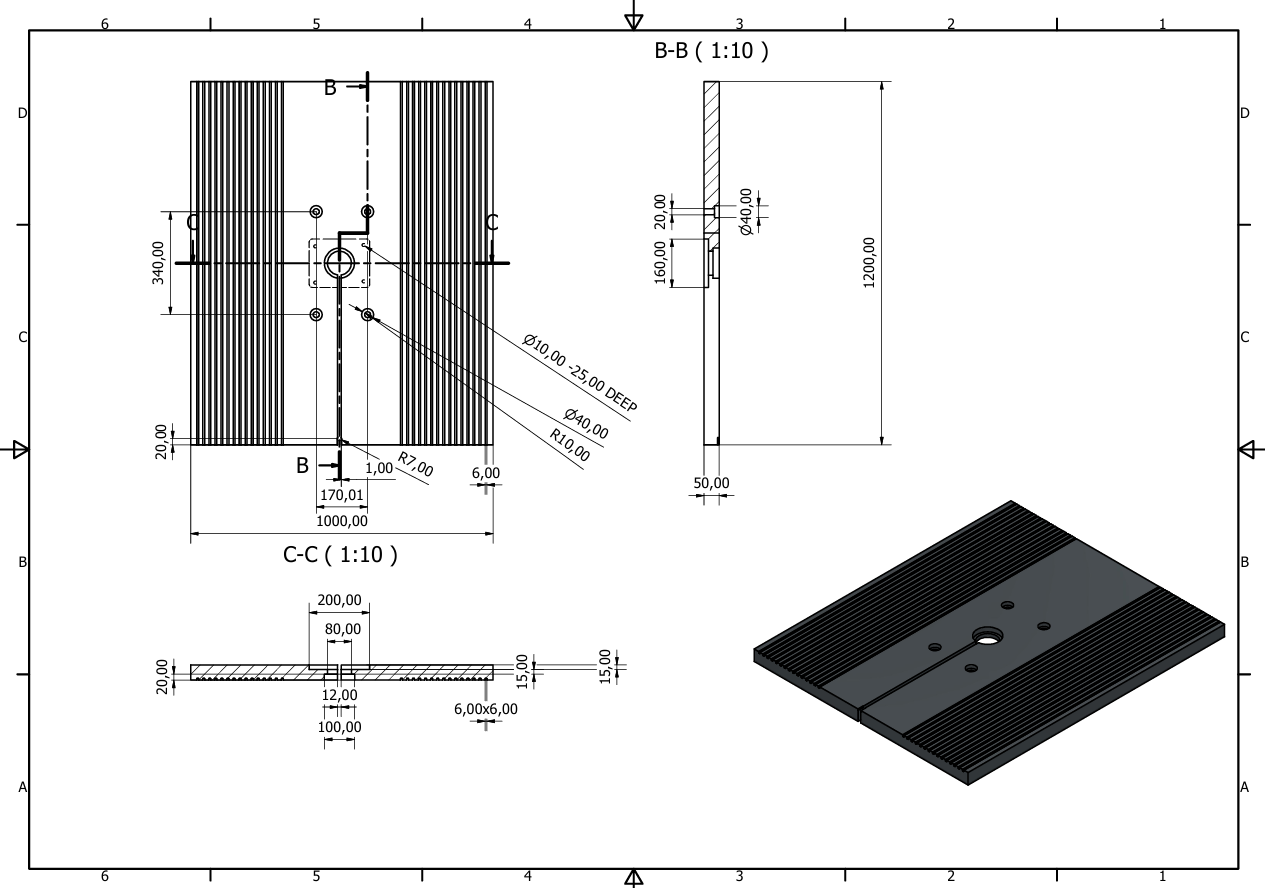 6 5 4 3 2 1
B-B ( 1:10 )
D
D
B
C
C
340,00
20,00
160,00
Ø40,00
1200,00
C
C
Ø10,00 -25,00 DEEP
Ø40,00
R10,00
R7,00
20,00
B
1,00
6,00
170,01
1000,00
50,00
C-C ( 1:10 )
B
B
200,00
80,00
20,00
15,00
15,00
12,00
6,00x6,00
100,00
A
A
6 5 4 3 2 1